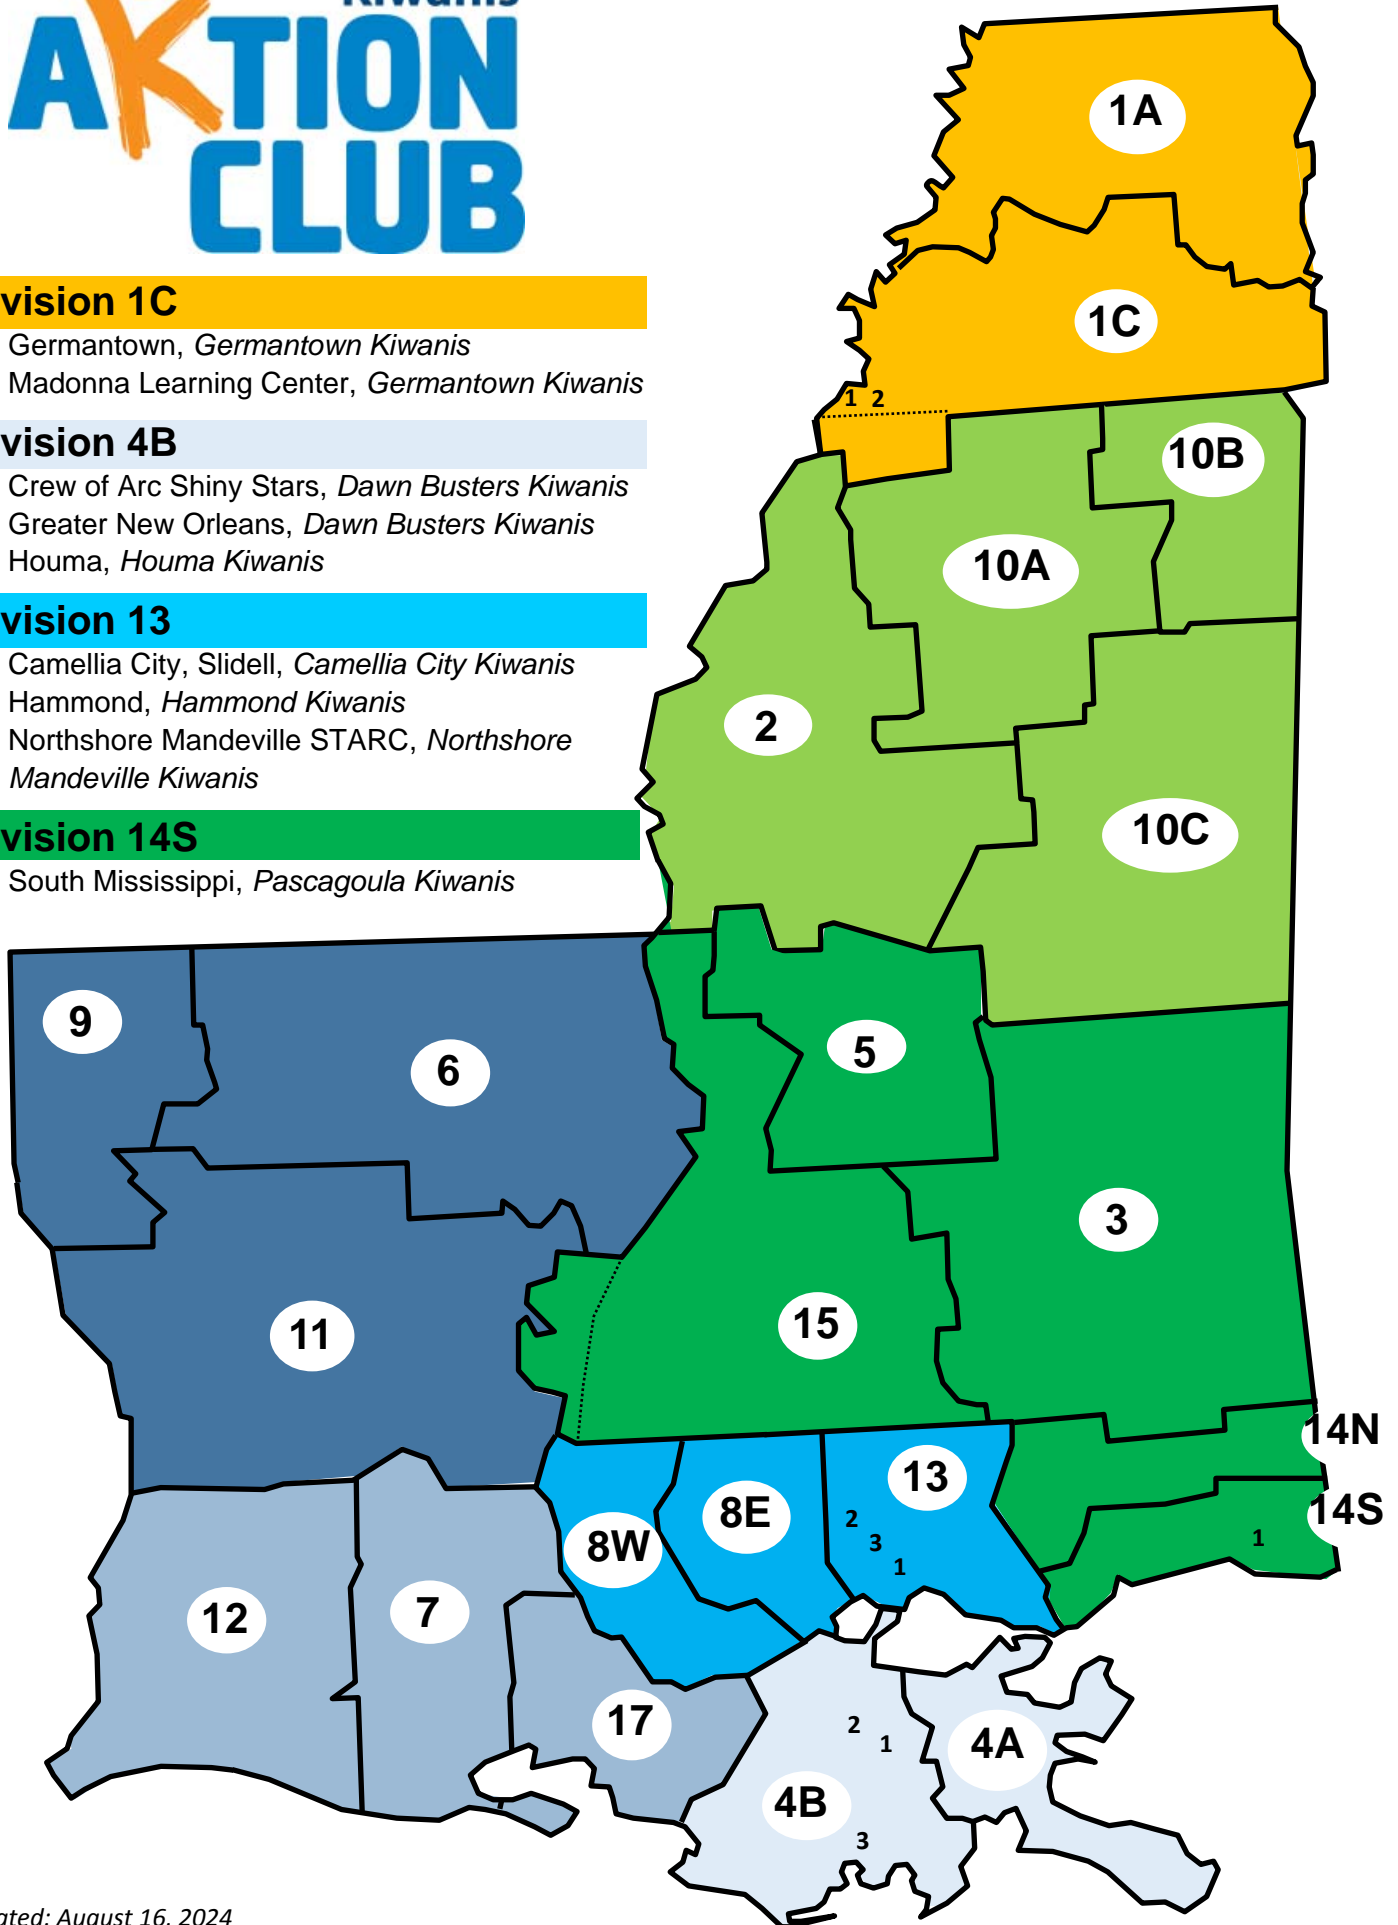 Kiwanis
AKTION
CLUB
vision 1C
Germantown, Germantown Kiwanis
Madonna Learning Center, Germantown Kiwanis
vision 4B
Crew of Arc Shiny Stars, Dawn Busters Kiwanis
Greater New Orleans, Dawn Busters Kiwanis
Houma, Houma Kiwanis
vision 13
Camellia City, Slidell, Camellia City Kiwanis
Hammond, Hammond Kiwanis
Northshore Mandeville STARC, Northshore
Mandeville Kiwanis
vision 14S
South Mississippi, Pascagoula Kiwanis
1A
1C
1 2
10B
10A
2
10C
9
5
6
3
15
11
14N
13
14S
8E
2
3
1
1
8W
7
12
17
2
1
4A
4B
3
ated: August 16, 2024